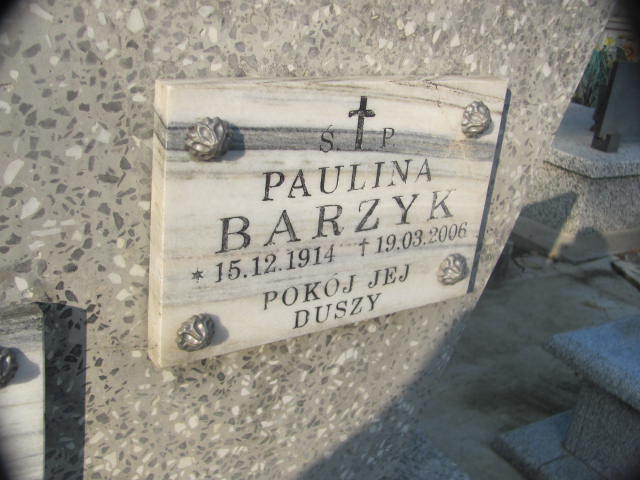 Ś. P
PAULINA
BARZYK
* 15.12.1914 † 19.03.2006
POKÓJ JEJ
DUSZY